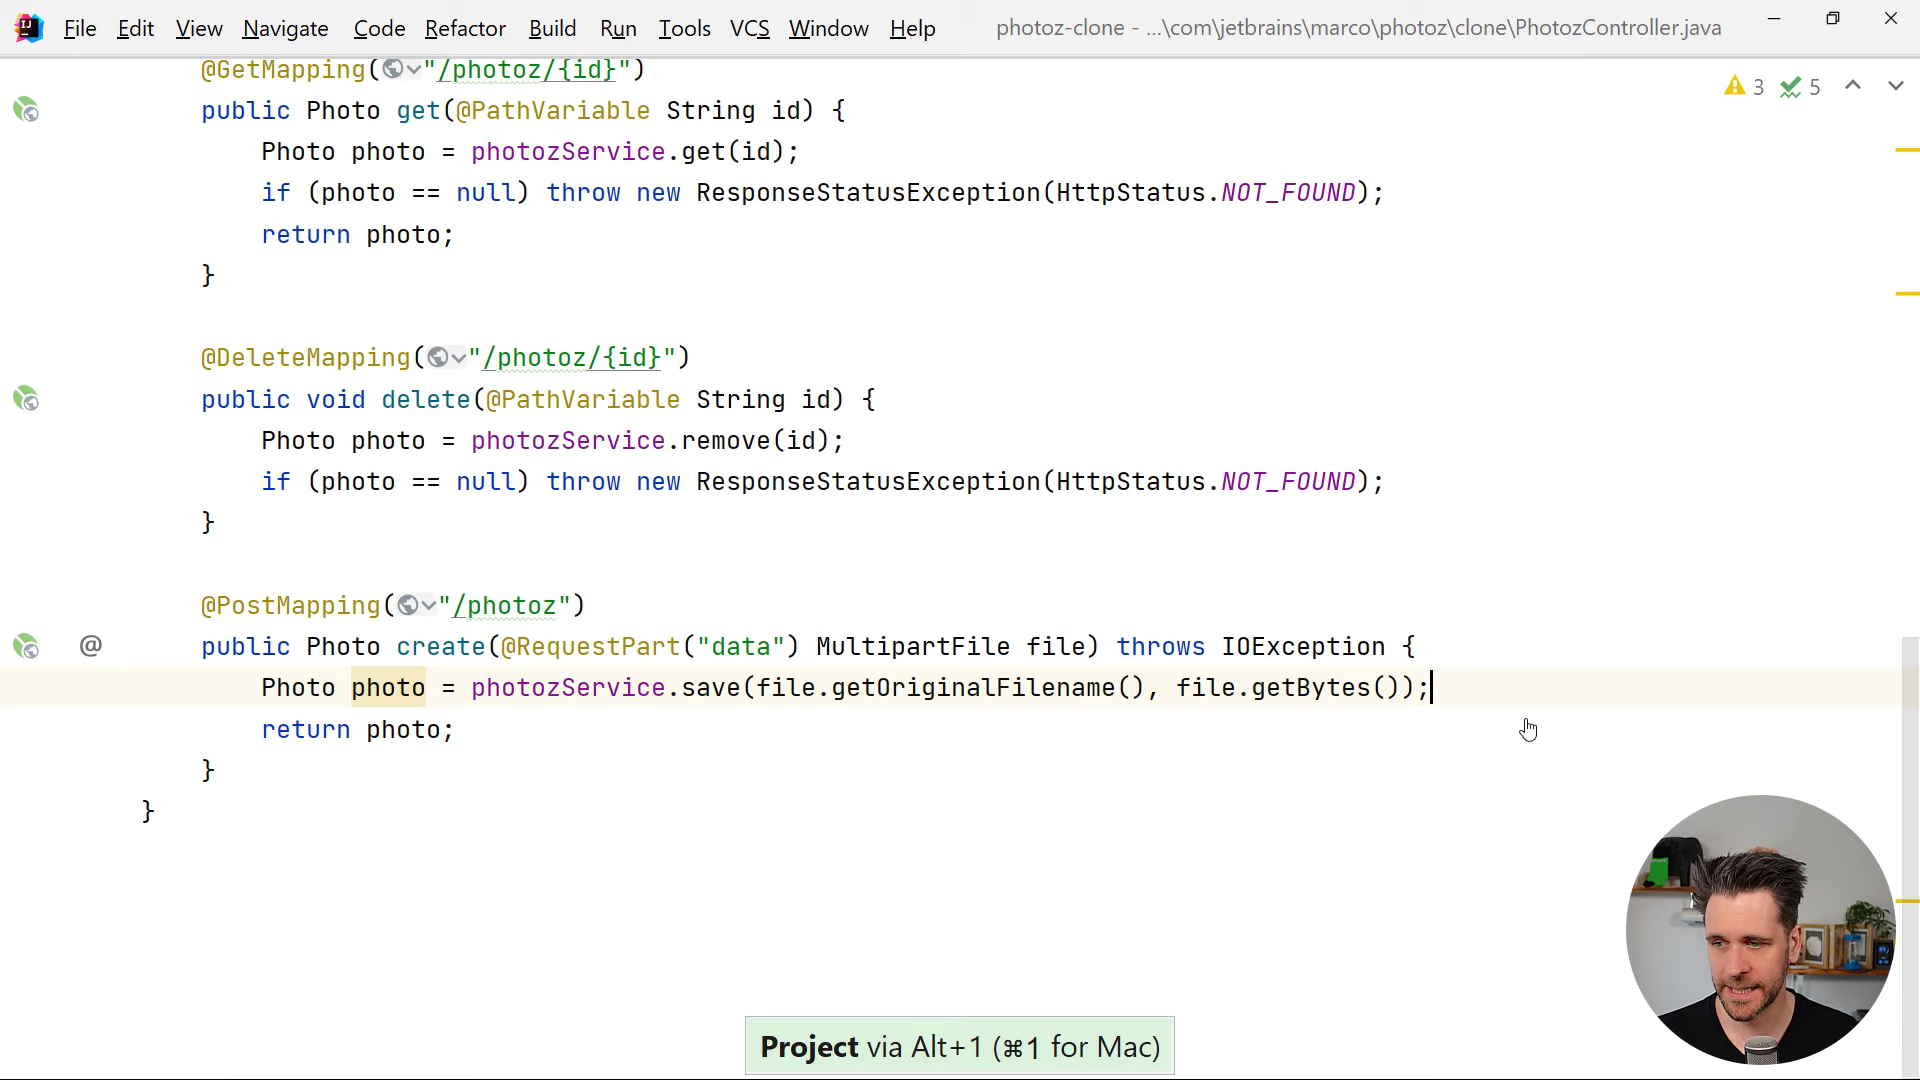 File Edit View Navigate Code Refactor Build Run Tools VCS Window Help photoz-clone - ...\com\jetbrains\marco\photoz\clone\PhotozController.java
@GetMapping("/photoz/{id}")
3 5
public Photo get(@PathVariable String id) {
Photo photo = photozService.get(id);
if (photo == null) throw new ResponseStatusException(HttpStatus.NOT_FOUND);
return photo;
}
@DeleteMapping("/photoz/{id}")
public void delete(@PathVariable String id) {
Photo photo = photozService.remove(id);
if (photo == null) throw new ResponseStatusException(HttpStatus.NOT_FOUND);
}
@PostMapping("/photoz")
@ public Photo create(@RequestPart("data") MultipartFile file) throws IOException {
Photo photo = photozService.save(file.getOriginalFilename(), file.getBytes());
return photo;
}
}
Project via Alt+1 (⌘1 for Mac)